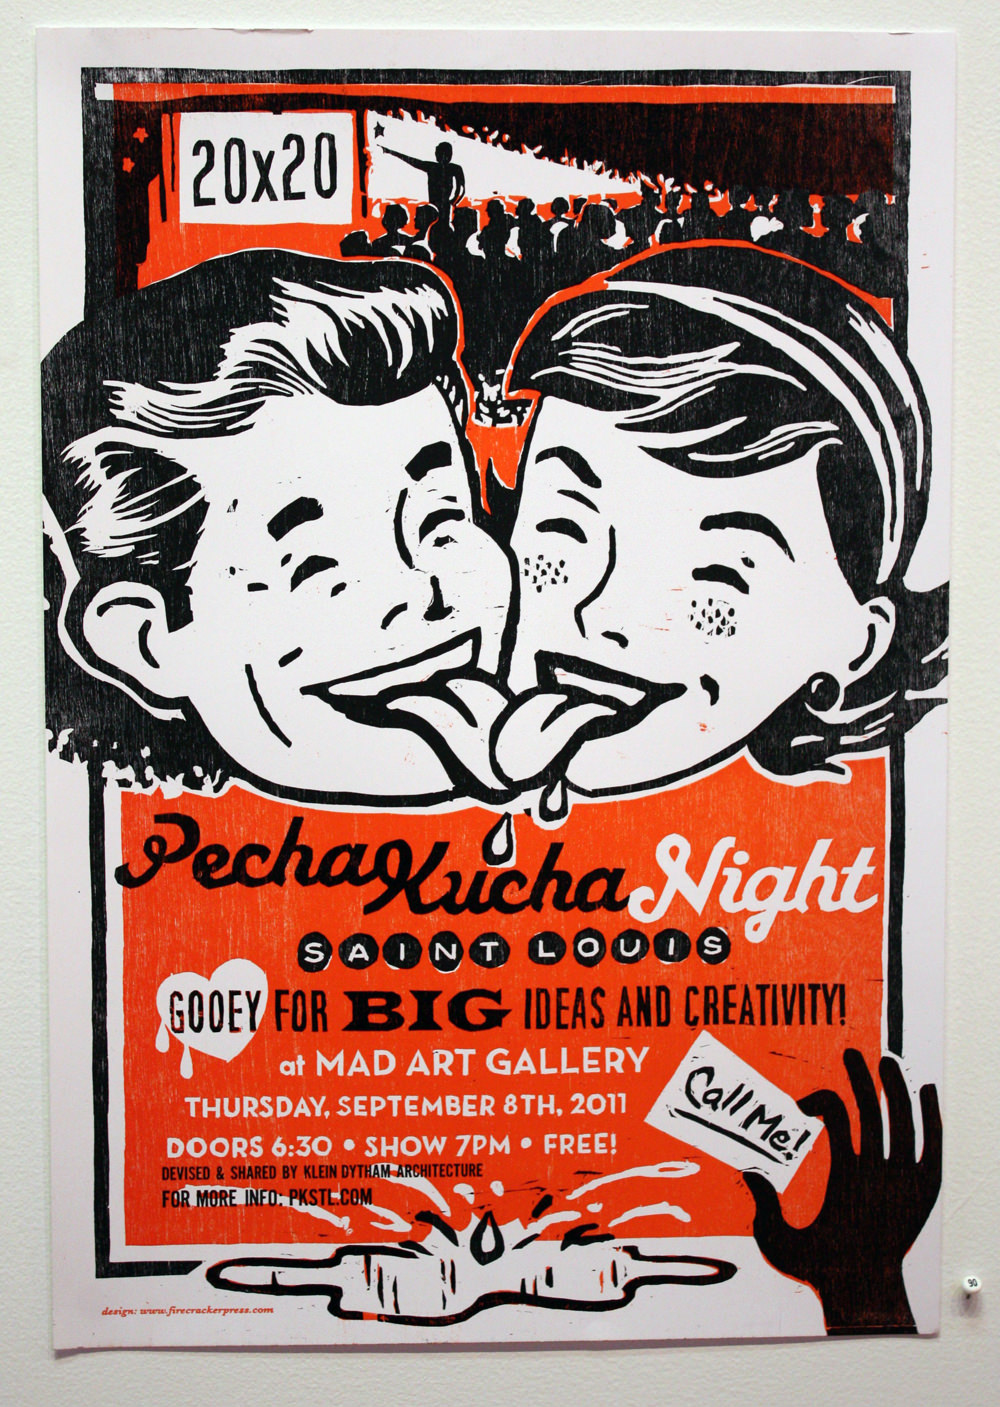 20x20
PechaKucha Night
SAINT LOUIS
GOOEY FOR BIG IDEAS AND CREATIVITY!
at MAD ART GALLERY
THURSDAY, SEPTEMBER 8TH, 2011
DOORS 6:30 • SHOW 7PM • FREE!
DEVISED & SHARED BY KLEIN DYTHAM ARCHITECTURE
FOR MORE INFO: PKSTL.COM
Call Me!
design: www.firecrackerpress.com
90